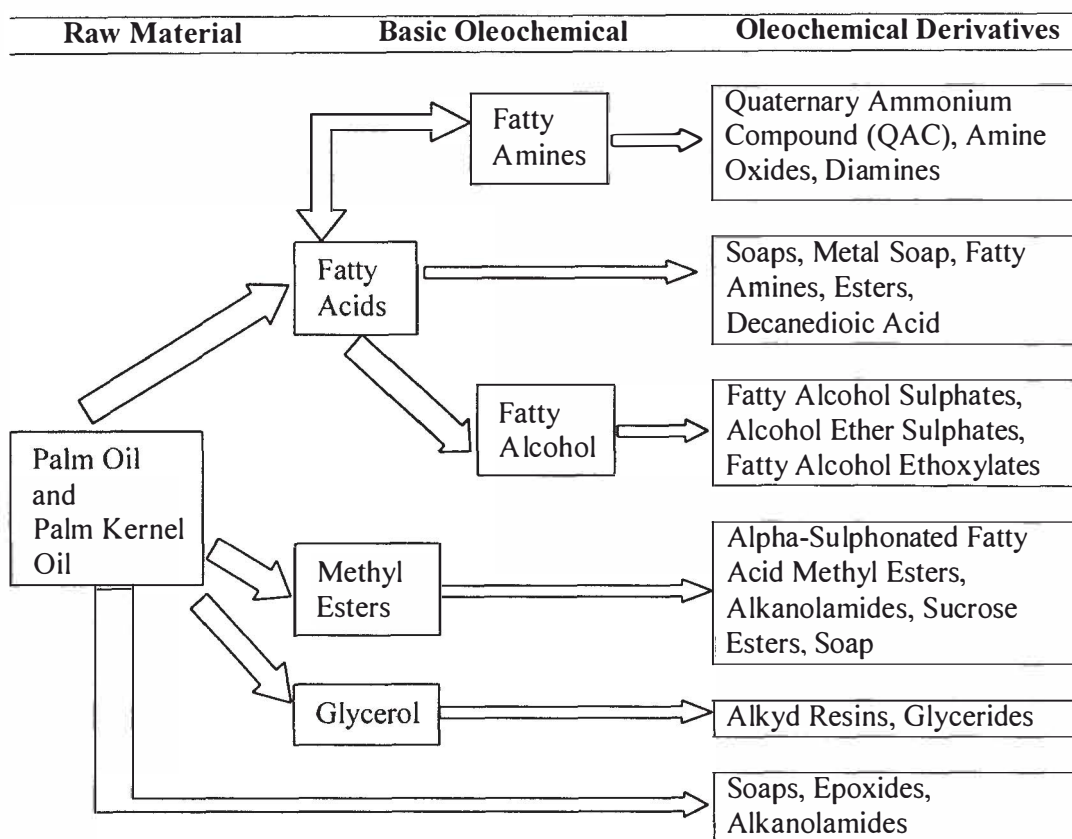 Raw Material Basic Oleochemical Oleochemical Derivatives
Fatty
Amines
Quaternary Ammonium
Compound (QAC), Amine
Oxides, Diamines
Fatty
Acids
Soaps, Metal Soap, Fatty
Amines, Esters,
Decanedioic Acid
Fatty
Alcohol
Fatty Alcohol Sulphates,
Alcohol Ether Sulphates,
Fatty Alcohol Ethoxylates
Palm Oil
and
Palm Kernel
Oil
Methyl
Esters
Alpha-Sulphonated Fatty
Acid Methyl Esters,
Alkanolamides, Sucrose
Esters, Soap
Glycerol
Alkyd Resins, Glycerides
Soaps, Epoxides,
Alkanolamides